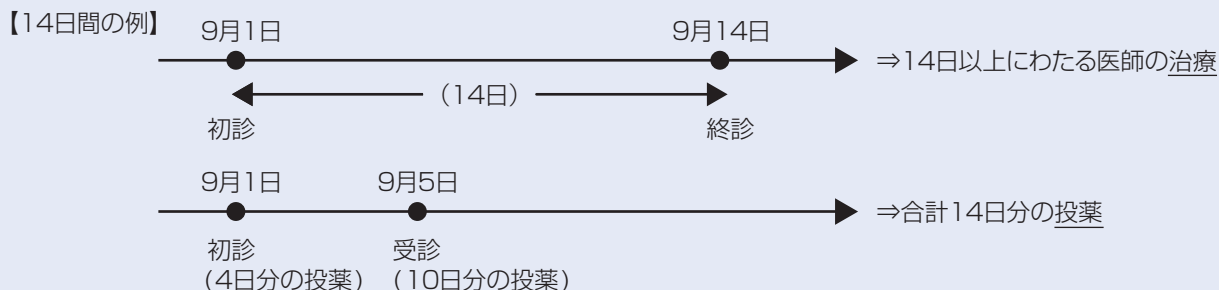 【14日間の例】
9月1日 9月14日
⇒14日以上にわたる医師の治療
(14日)
初診 終診
9月1日 9月5日
⇒合計14日分の投薬
初診 受診
(4日分の投薬) (10日分の投薬)